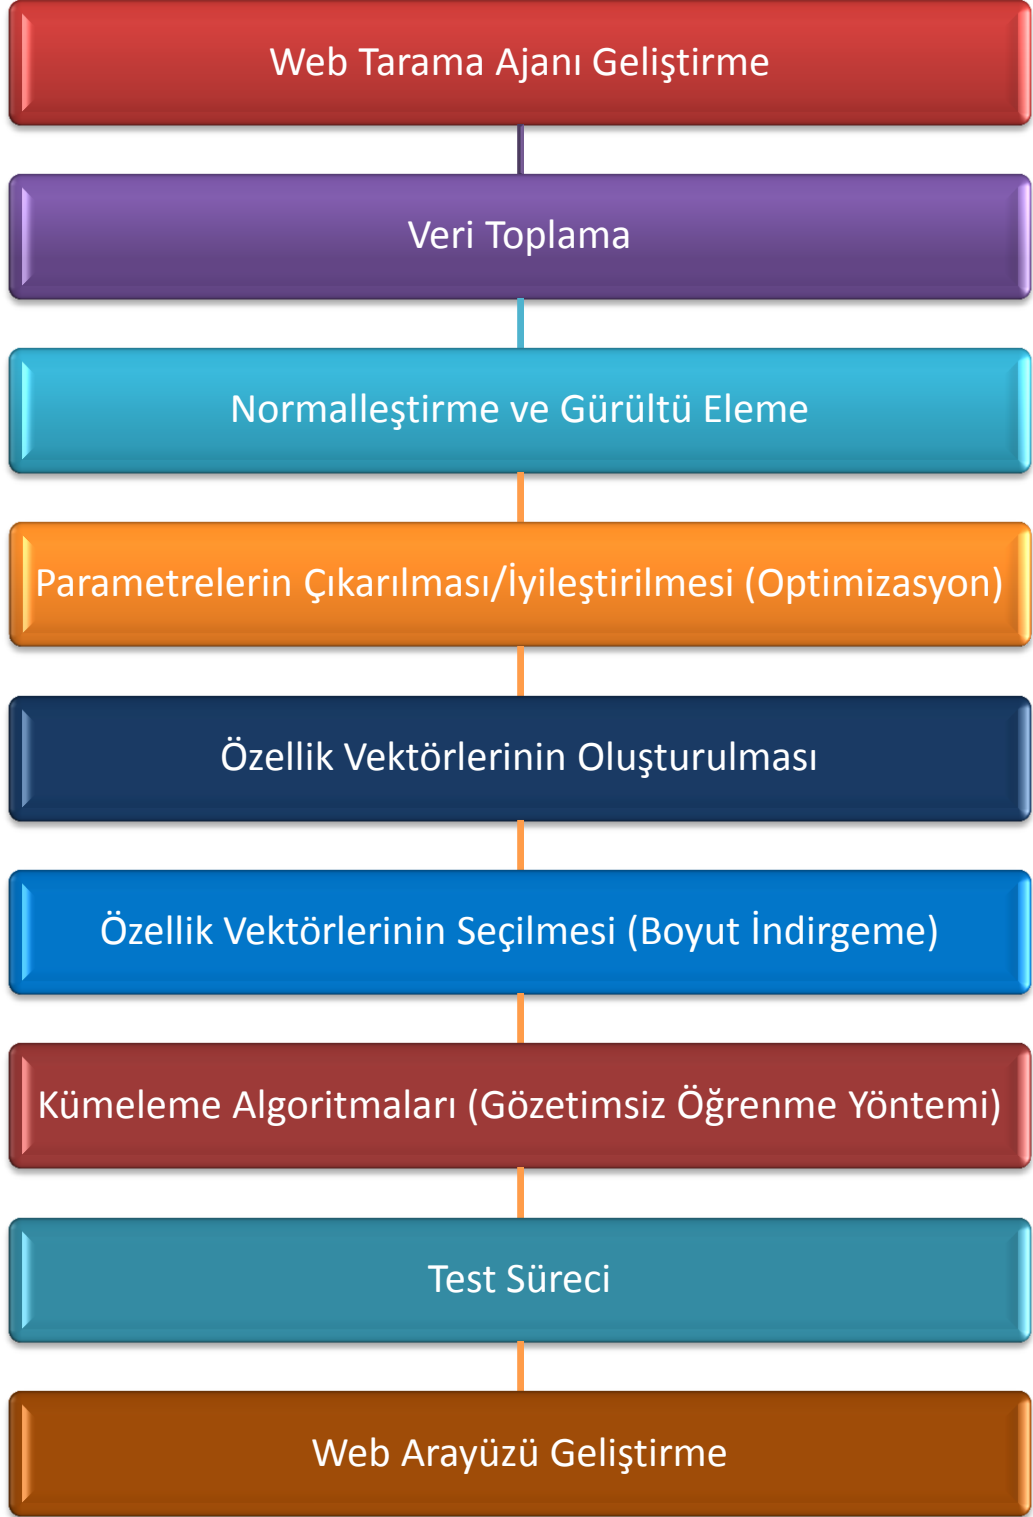 Web Tarama Ajanı Geliştirme
Veri Toplama
Normalleştirme ve Gürültü Eleme
Parametrelerin Çıkarılması/İyileştirilmesi (Optimizasyon)
Özellik Vektörlerinin Oluşturulması
Özellik Vektörlerinin Seçilmesi (Boyut İndirgeme)
Kümeleme Algoritmaları (Gözetimsiz Öğrenme Yöntemi)
Test Süreci
Web Arayüzü Geliştirme